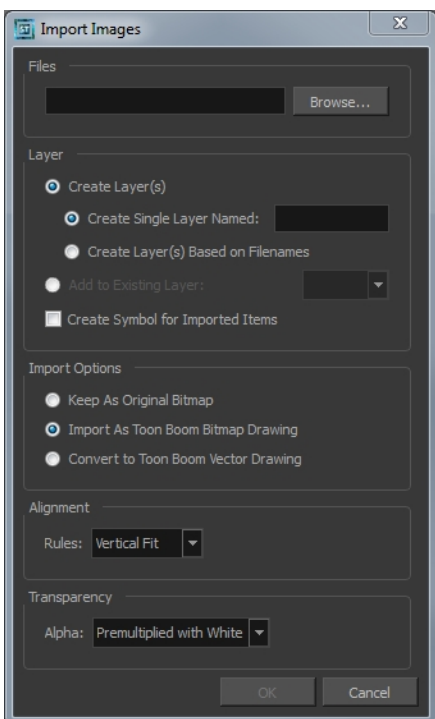 Import Images
Files
Browse...
Layer
Create Layer(s)
Create Single Layer Named:
Create Layer(s) Based on Filenames
Add to Existing Layer:
Create Symbol for Imported Items
Import Options
Keep As Original Bitmap
Import As Toon Boom Bitmap Drawing
Convert to Toon Boom Vector Drawing
Alignment
Rules: Vertical Fit
Transparency
Alpha: Premultiplied with White
OK Cancel